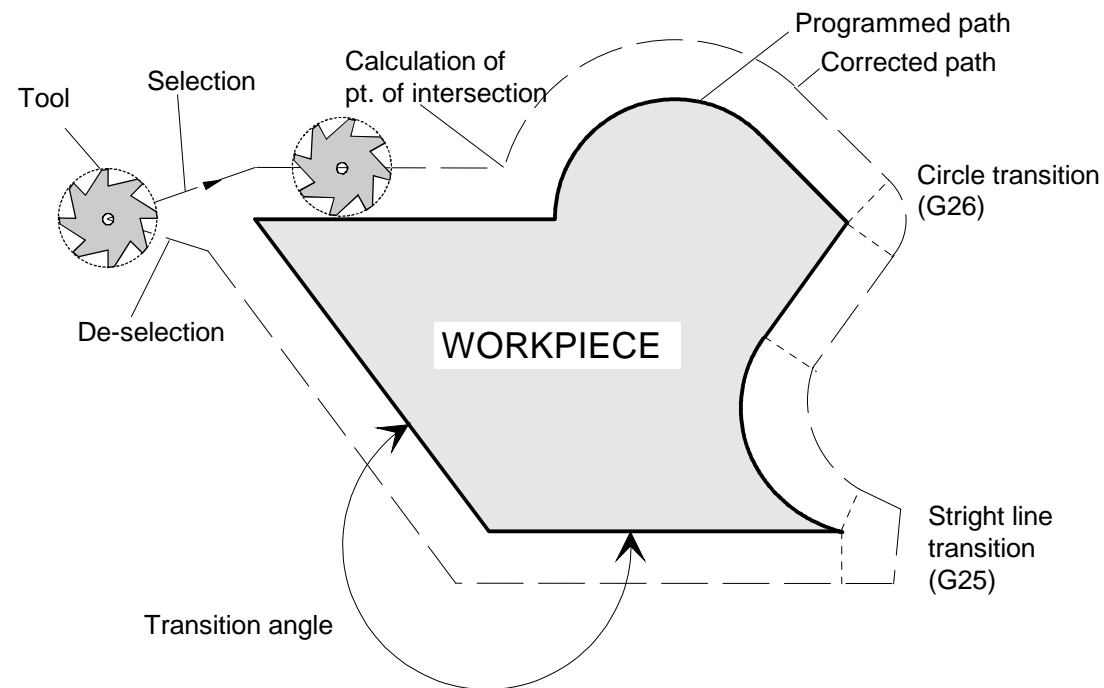 Programmed path
Corrected path
Calculation of
pt. of intersection
Selection
Tool
Circle transition
(G26)
De-selection
WORKPIECE
Stright line
transition
(G25)
Transition angle